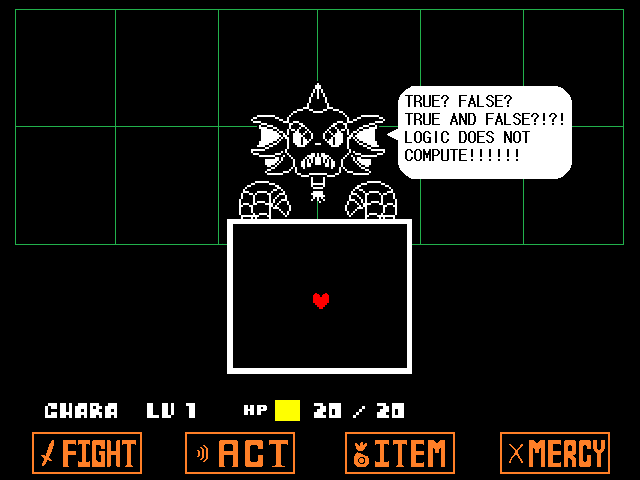 TRUE? FALSE?
TRUE AND FALSE?!?!
LOGIC DOES NOT
COMPUTE!!!!!!
CHARA LV 1 HP 20 / 20
FIGHT ACT ITEM MERCY